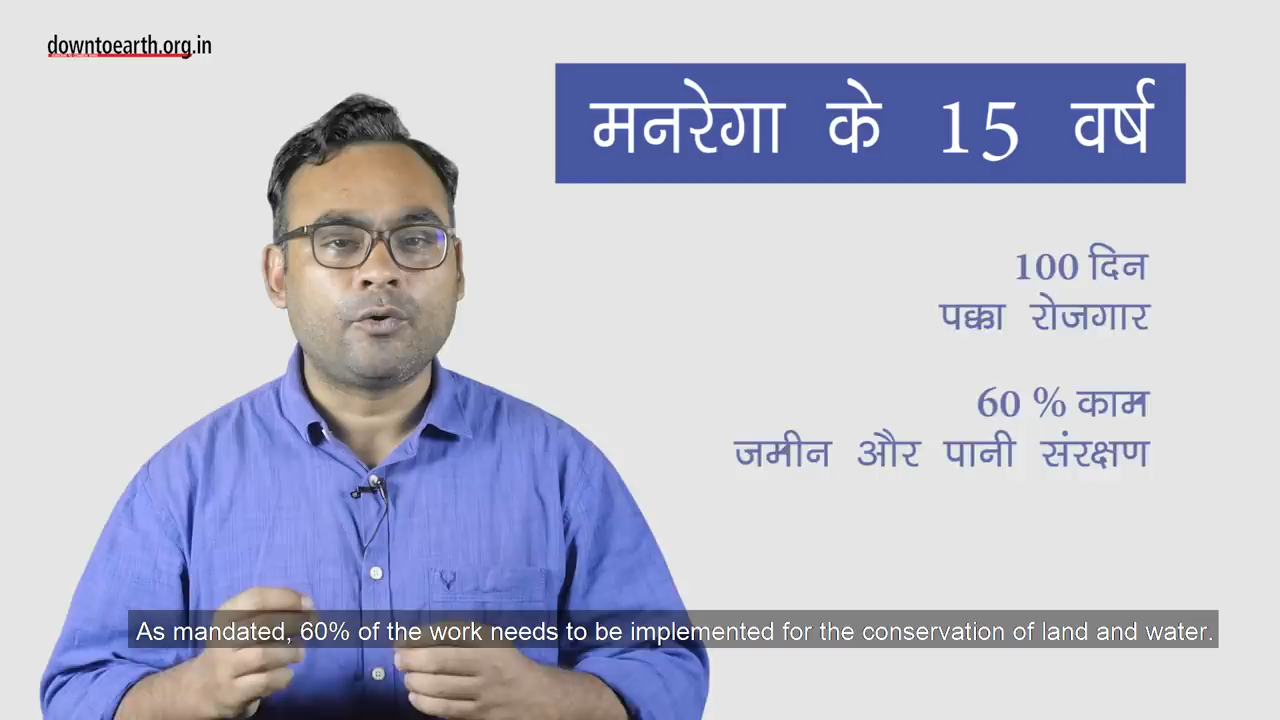 downtoearth.org.in
मनरेगा के 15 वर्ष
100 दिन
पक्का रोजगार
60 % काम
जमीन और पानी संरक्षण
As mandated, 60% of the work needs to be implemented for the conservation of land and water.